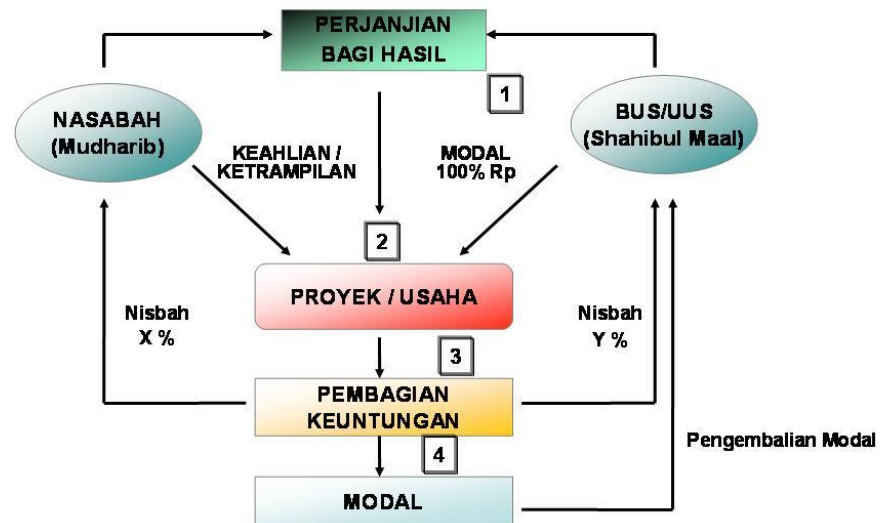 PERJANJIAN
BAGI HASIL
1
NASABAH
(Mudharib)
BUS/UUS
(Shahibul Maal)
KEAHLIAN /
KETRAMPILAN
MODAL
100% Rp
2
PROYEK / USAHA
Nisbah
X %
Nisbah
Y %
3
PEMBAGIAN
KEUNTUNGAN
4
Pengembalian Modal
MODAL